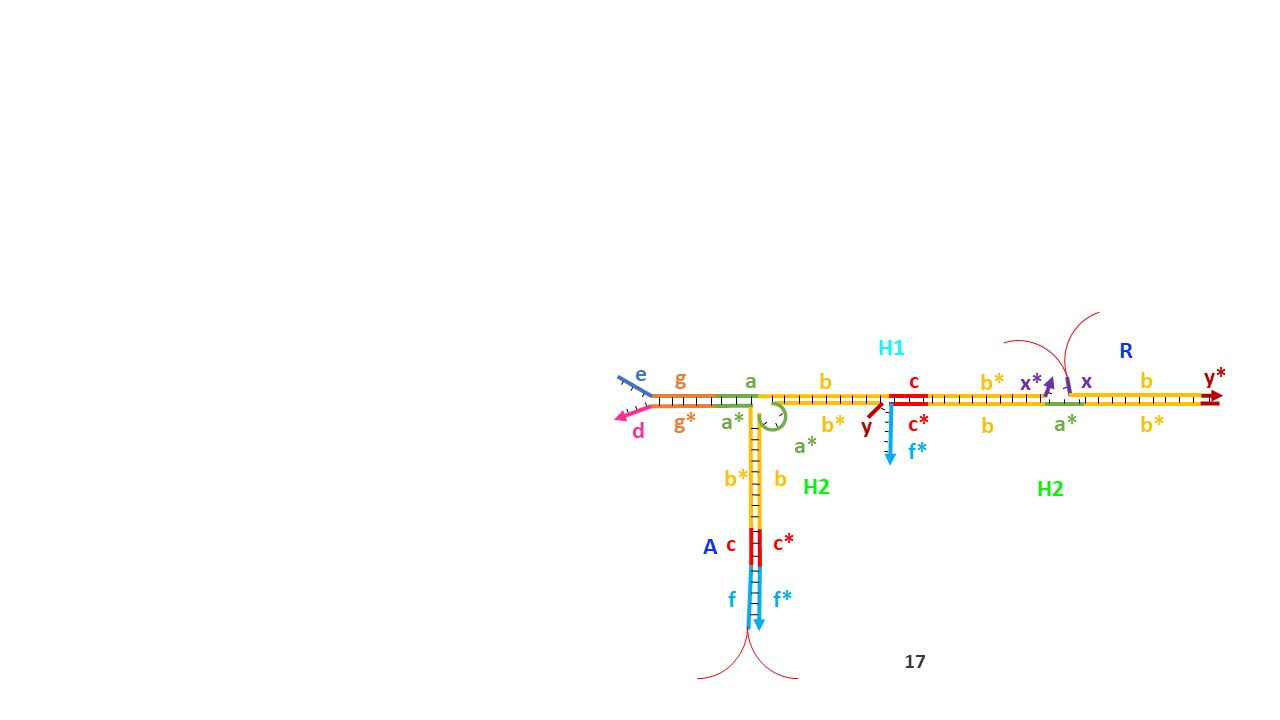 H1
R
e g a b c b* x* x b y*
d g* a* b* y c* b a* b*
a* f*
b* b H2 H2
A c c*
f f*
17